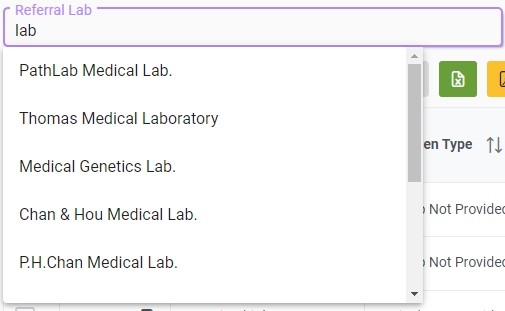 Referral Lab
lab
PathLab Medical Lab.
Thomas Medical Laboratory
en Type
Medical Genetics Lab.
Chan & Hou Medical Lab.
Not Provided
P.H.Chan Medical Lab.
Not Provided